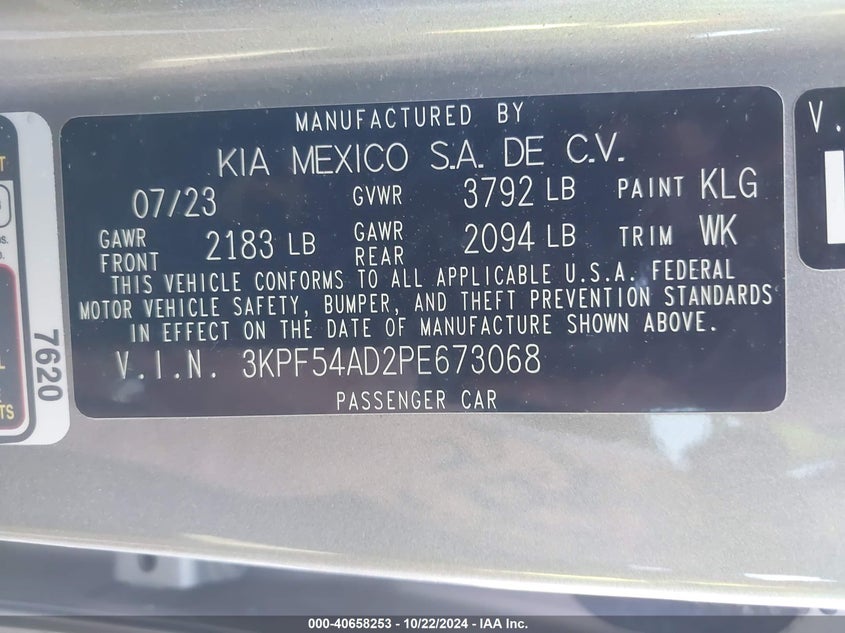 MANUFACTURED BY
KIA MEXICO S.A. DE C.V.
07/23 GVWR 3792 LB PAINT KLG
GAWR FRONT 2183 LB GAWR REAR 2094 LB TRIM WK
THIS VEHICLE CONFORMS TO ALL APPLICABLE U.S.A. FEDERAL
MOTOR VEHICLE SAFETY, BUMPER, AND THEFT PREVENTION STANDARDS
IN EFFECT ON THE DATE OF MANUFACTURE SHOWN ABOVE.
V.I.N. 3KPF54AD2PE673068
PASSENGER CAR
7620
V.
000-40658253 - 10/22/2024 - IAA Inc.